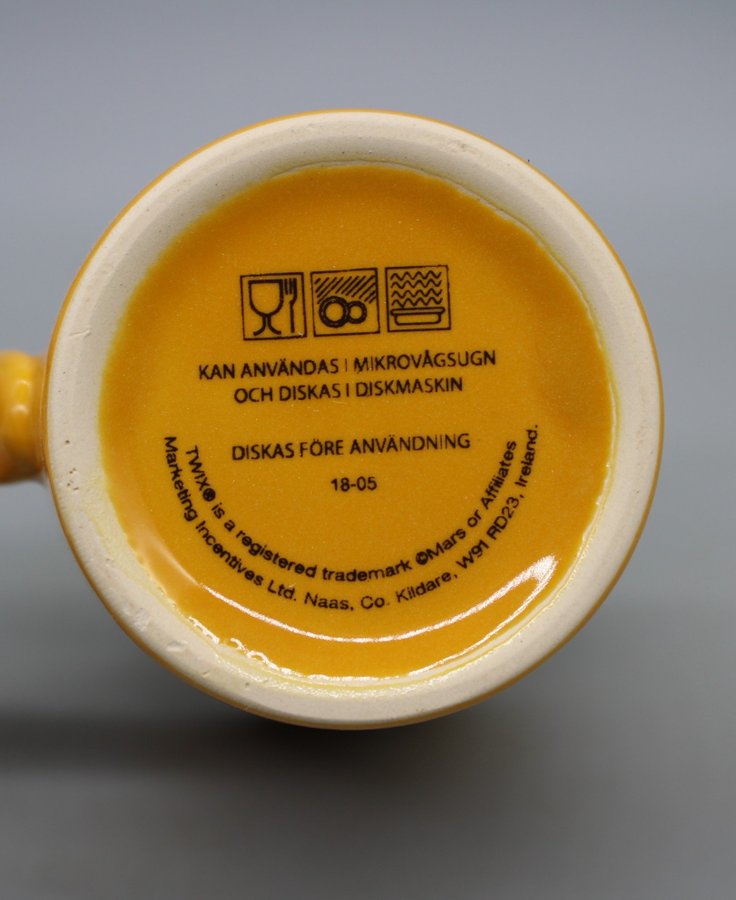 KAN ANVÄNDAS I MIKROVÅGSUGN
OCH DISKAS I DISKMASKIN
DISKAS FÖRE ANVÄNDNING
18-05
TWIX® is a registered trademark ©Mars or Affiliates
Marketing Incentives Ltd. Naas, Co. Kildare, W91 RD23, Ireland.